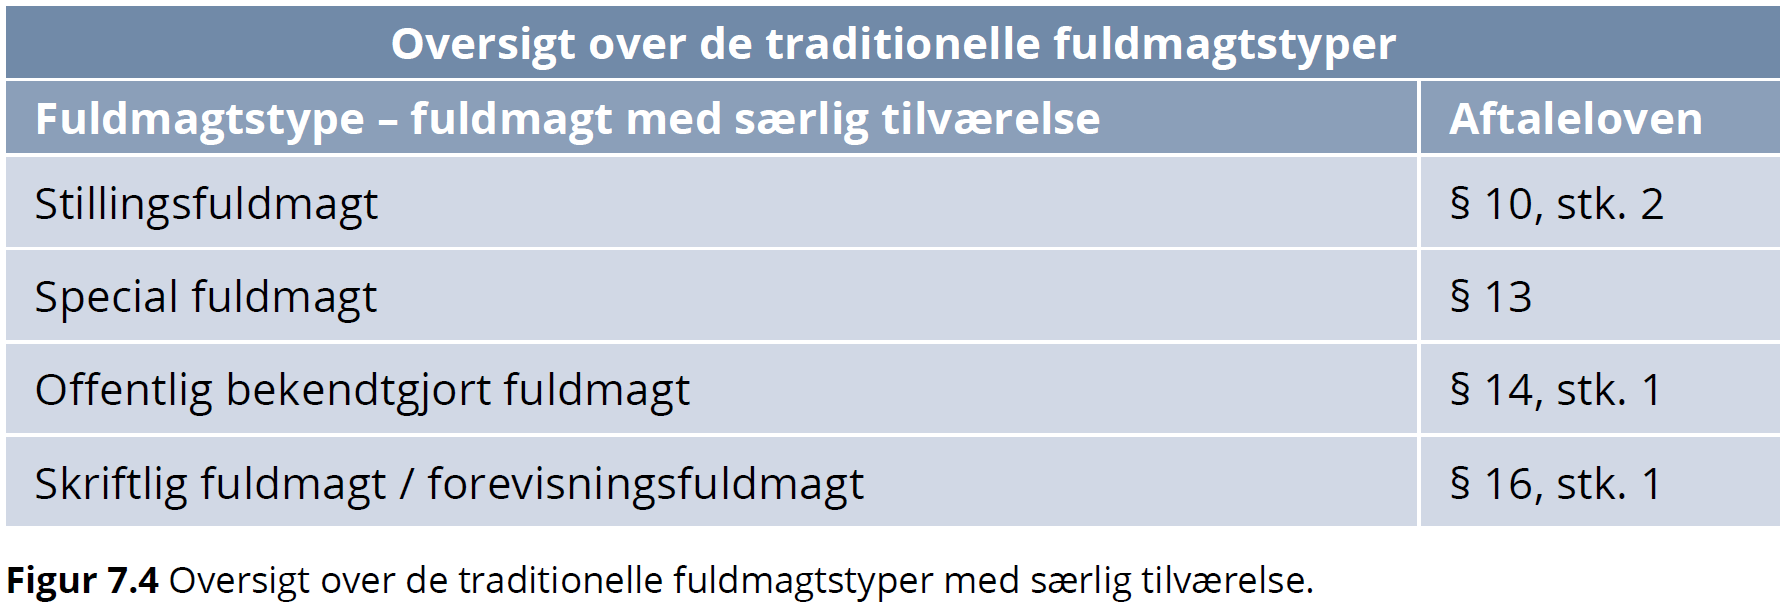 Oversigt over de traditionelle fuldmagtstyper
Fuldmagtstype – fuldmagt med særlig tilværelse Aftaleloven
Stillingsfuldmagt § 10, stk. 2
Special fuldmagt § 13
Offentlig bekendtgjort fuldmagt § 14, stk. 1
Skriftlig fuldmagt / forevisningsfuldmagt § 16, stk. 1
Figur 7.4 Oversigt over de traditionelle fuldmagtstyper med særlig tilværelse.